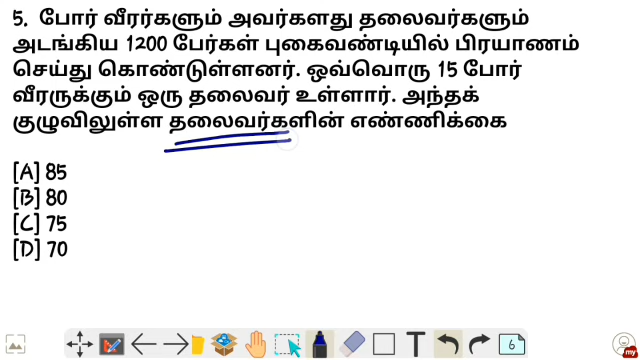 5. போர் வீரர்களும் அவர்களது தலைவர்களும்
அடங்கிய 1200 பேர்கள் புகைவண்டியில் பிரயாணம்
செய்து கொண்டுள்ளனர். ஒவ்வொரு 15 போர்
வீரருக்கும் ஒரு தலைவர் உள்ளார். அந்தக்
குழுவிலுள்ள தலைவர்களின் எண்ணிக்கை
[A] 85
[B] 80
[C] 75
[D] 70
T
6
my